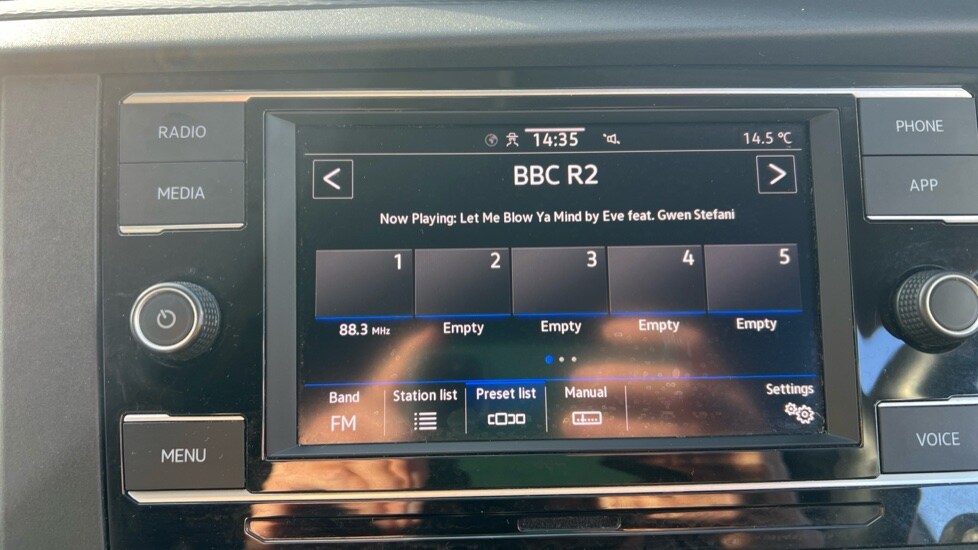 RADIO
MEDIA
MENU
14:35
14.5 °C
<
BBC R2
>
Now Playing: Let Me Blow Ya Mind by Eve feat. Gwen Stefani
1 2 3 4 5
88.3 MHz Empty Empty Empty Empty
Band Station list Preset list Manual Settings
FM
PHONE
APP
VOICE